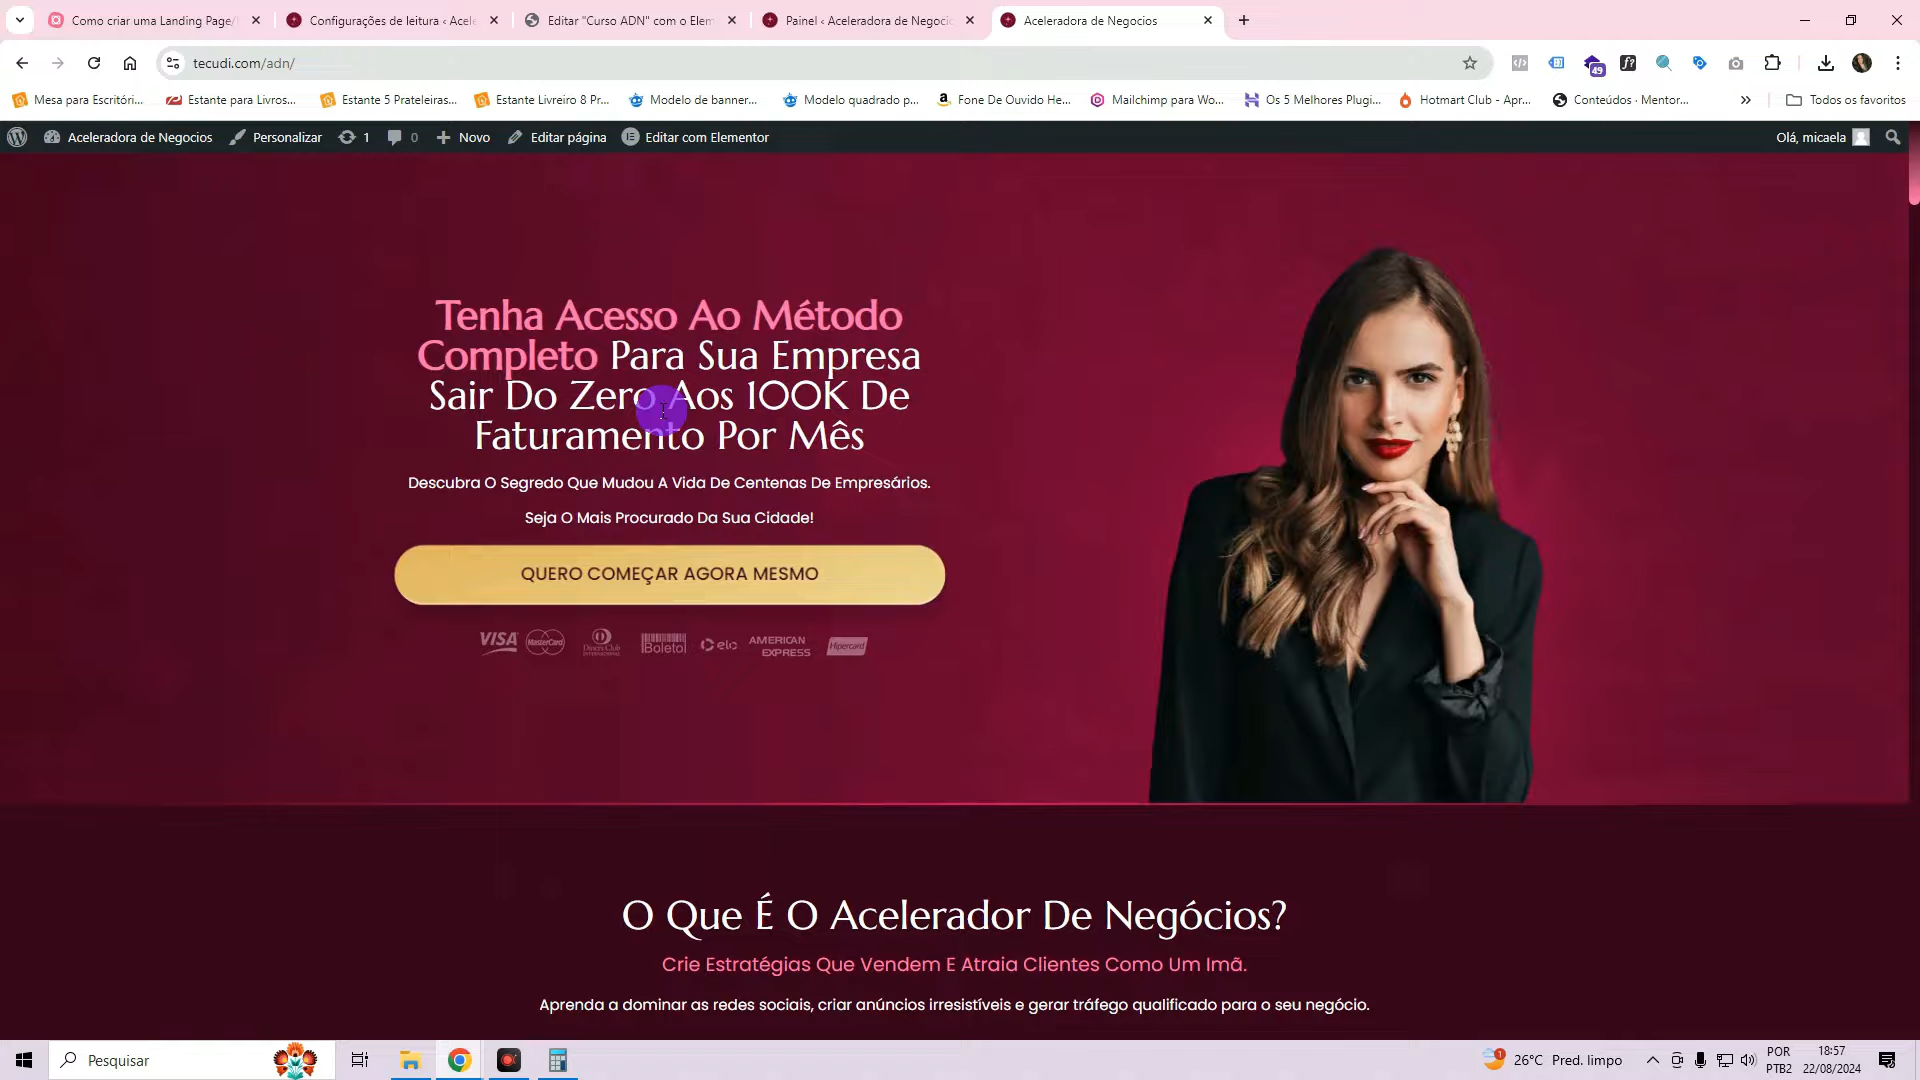 Como criar uma Landing Page/
Configurações de leitura ‹ Acele
Editar "Curso ADN" com o Elem
Painel ‹ Aceleradora de Negocio
Aceleradora de Negocios
tecudi.com/adn/
49
f?
Mesa para Escritóri...
Estante para Livros...
Estante 5 Prateleiras...
Estante Livreiro 8 Pr...
Modelo de banner...
Modelo quadrado p...
Fone De Ouvido He...
Mailchimp para Wo...
Os 5 Melhores Plugi...
Hotmart Club - Apr...
Conteúdos · Mentor...
Todos os favoritos
Aceleradora de Negocios
Personalizar
1
0
Novo
Editar página
Editar com Elementor
Olá, micaela
Tenha Acesso Ao Método
Completo Para Sua Empresa
Sair Do Zero Aos 100K De
Faturamento Por Mês
Descubra O Segredo Que Mudou A Vida De Centenas De Empresários.
Seja O Mais Procurado Da Sua Cidade!
QUERO COMEÇAR AGORA MESMO
VISA
MasterCard
Diners Club
INTERNATIONAL
Boleto
elo
AMERICAN
EXPRESS
Hipercard
O Que É O Acelerador De Negócios?
Crie Estratégias Que Vendem E Atraia Clientes Como Um Imã.
Aprenda a dominar as redes sociais, criar anúncios irresistíveis e gerar tráfego qualificado para o seu negócio.
Pesquisar
1
26°C Pred. limpo
POR
PTB2
18:57
22/08/2024